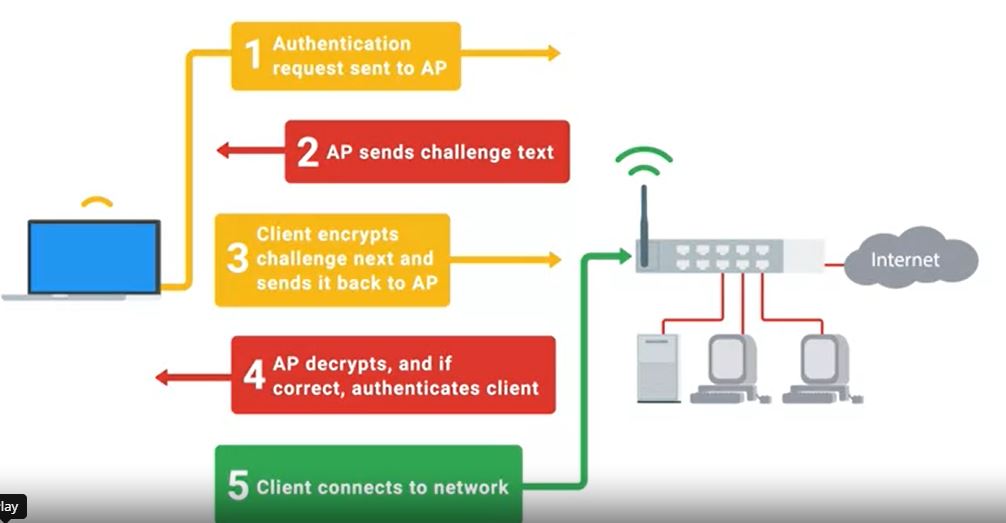 1 Authentication
request sent to AP
2 AP sends challenge text
3 Client encrypts
challenge next and
sends it back to AP
4 AP decrypts, and if
correct, authenticates client
5 Client connects to network
Internet
lay